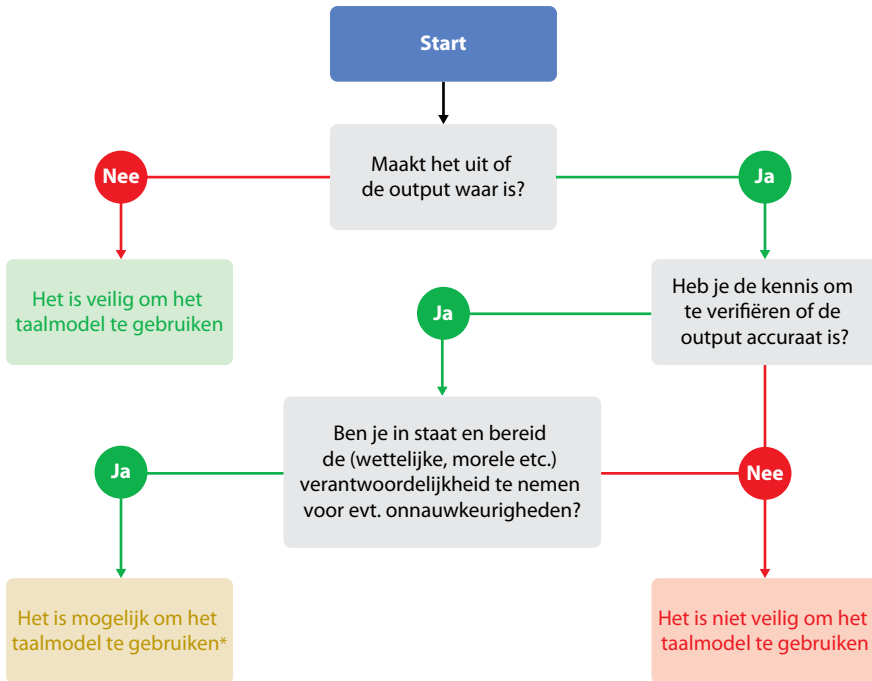 Start
Maakt het uit of
de output waar is?
Nee
Ja
Het is veilig om het
taalmodel te gebruiken
Heb je de kennis om
te verifiëren of de
output accuraat is?
Ja
Ben je in staat en bereid
de (wettelijke, morele etc.)
verantwoordelijkheid te nemen
voor evt. onnauwkeurigheden?
Ja
Nee
Het is mogelijk om het
taalmodel te gebruiken*
Het is niet veilig om het
taalmodel te gebruiken